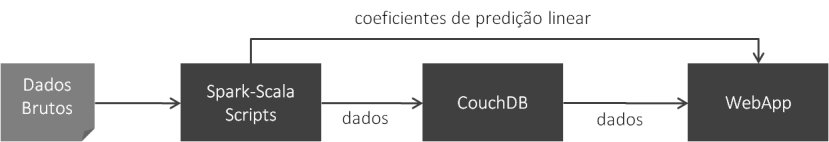 coeficientes de predição linear
Dados
Brutos
Spark-Scala
Scripts
dados
CouchDB
dados
WebApp